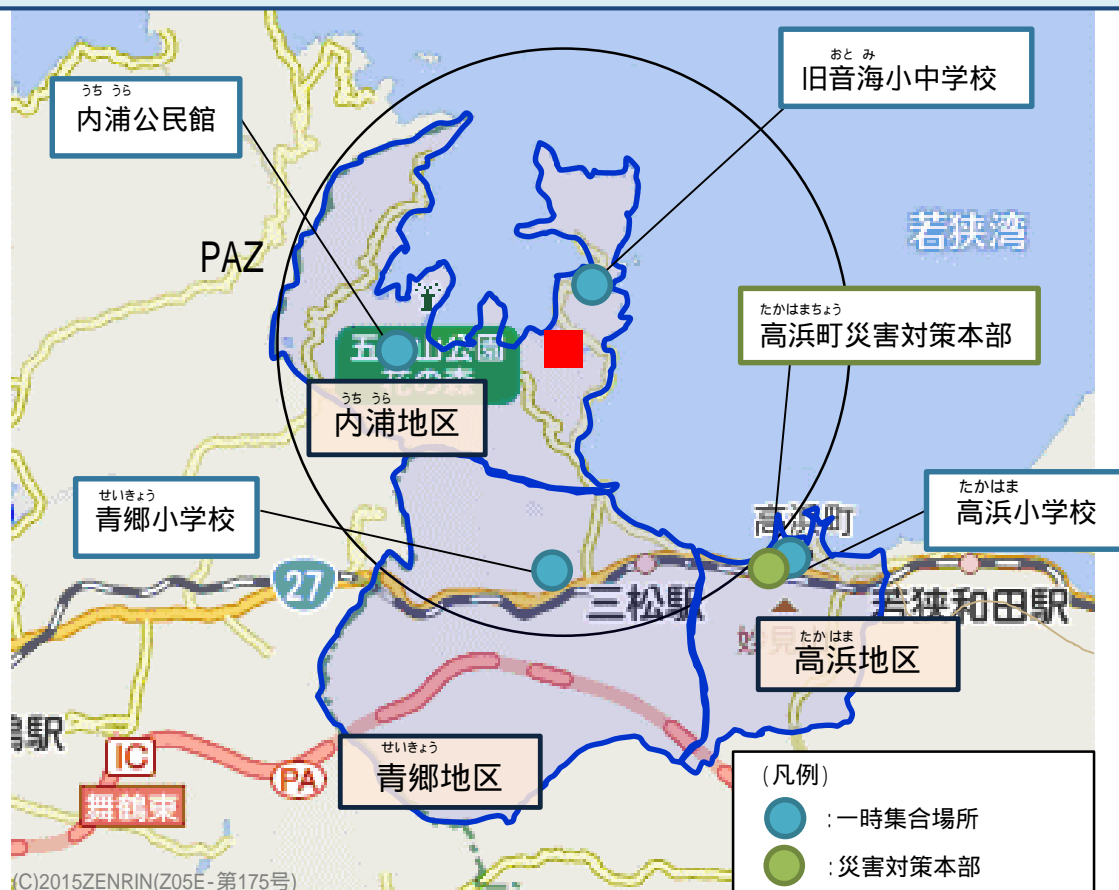 おと み
旧音海小中学校
うち うら
内浦公民館
若狭湾
PAZ
たかはまちょう
高浜町災害対策本部
うち うら
内浦地区
せいきょう
青郷小学校
たかはま
高浜小学校
高浜町
27
三松駅
若狭和田駅
たか はま
高浜地区
駅
IC
せいきょう
青郷地区
PA
舞鶴東
(凡例)
:一時集合場所
:災害対策本部
(C)2015ZENRIN(Z05E-第175号)